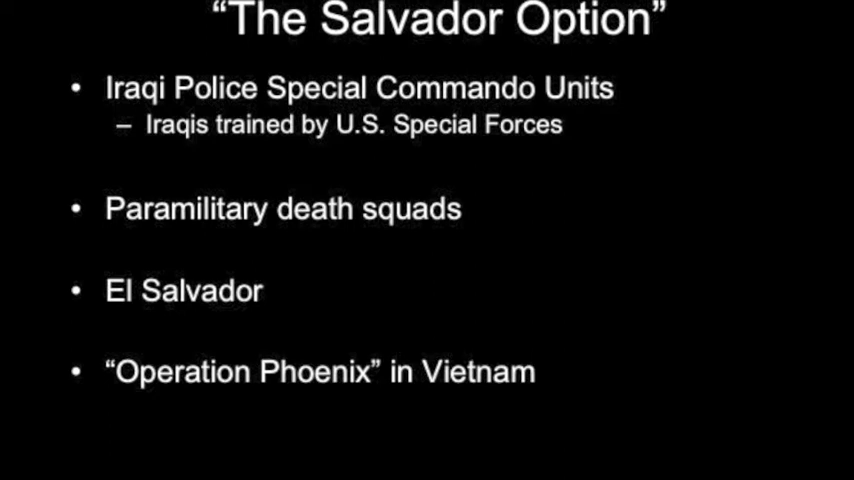 “The Salvador Option”
• Iraqi Police Special Commando Units
– Iraqis trained by U.S. Special Forces
• Paramilitary death squads
• El Salvador
• “Operation Phoenix” in Vietnam